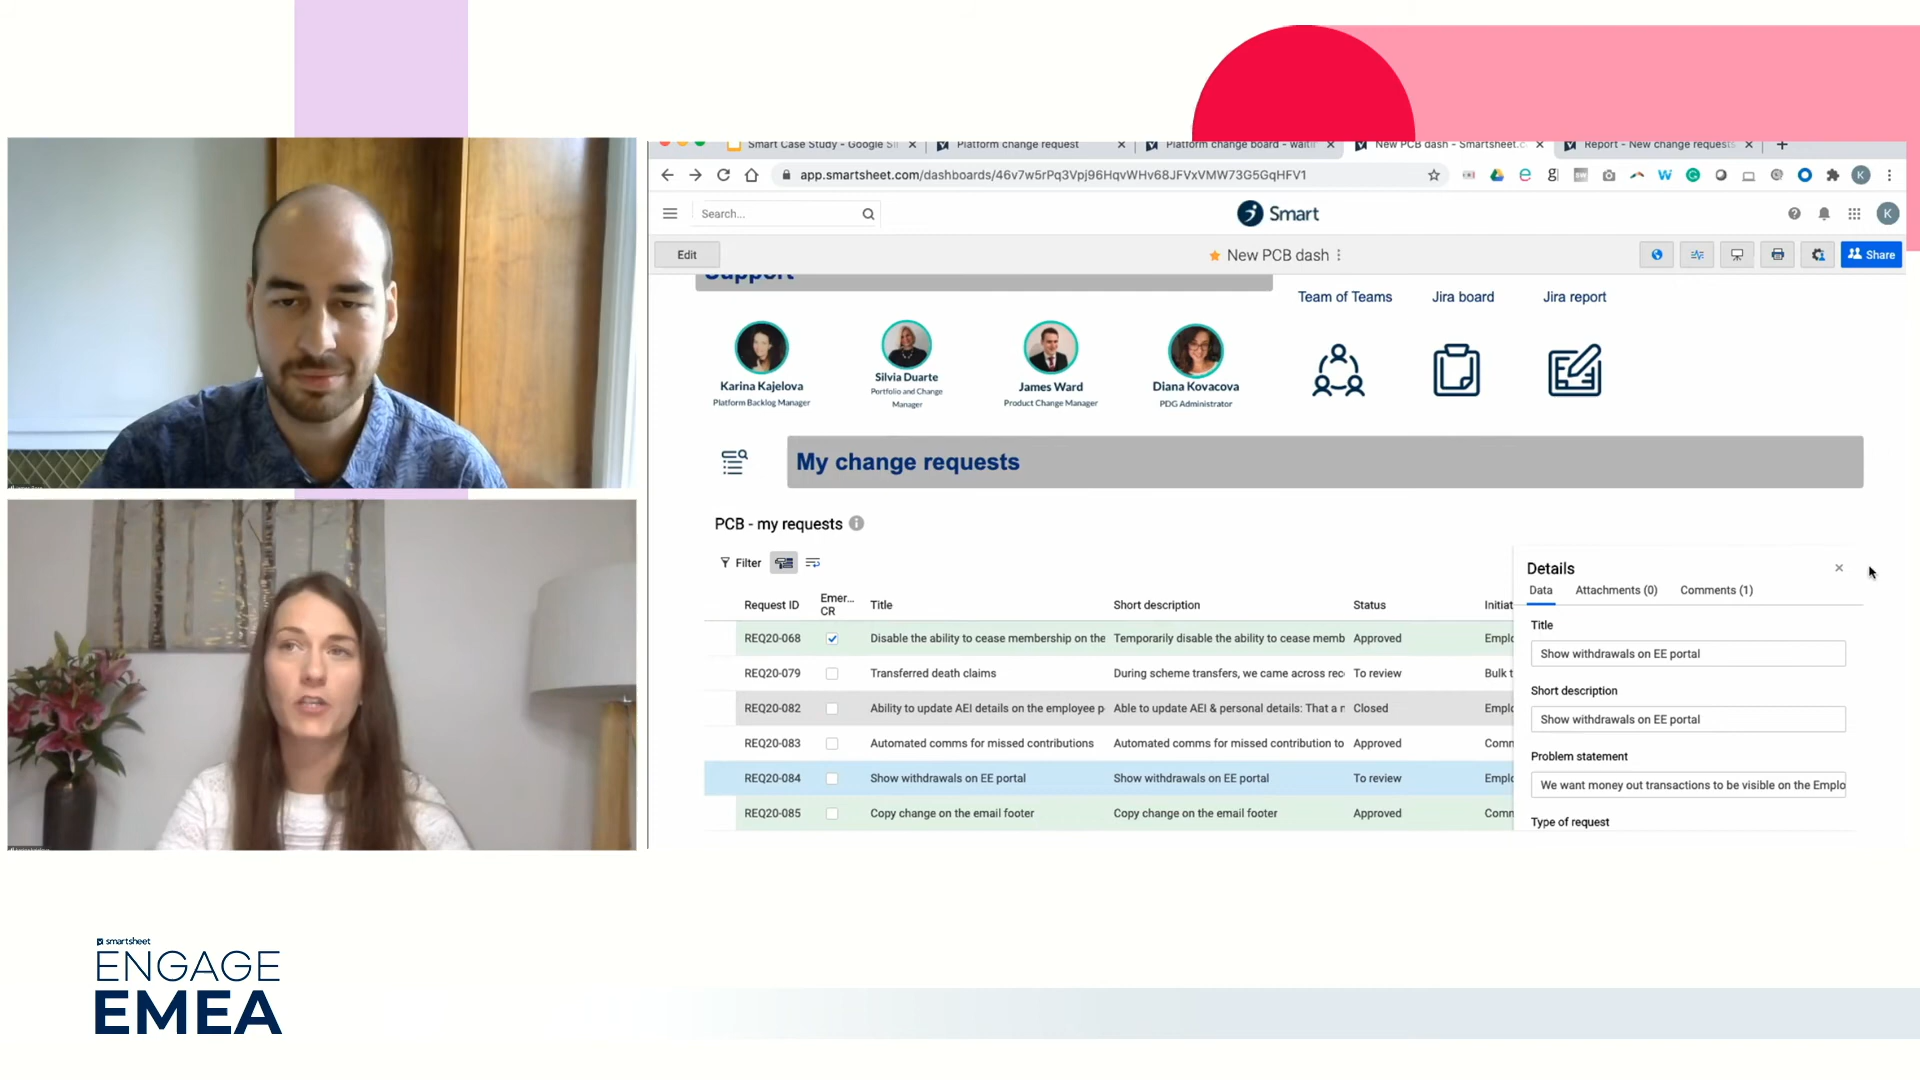 Smart Case Study - Google Sli
Platform change request
Platform change board - waiti
New PCB dash - Smartsheet.c
Report - New change requests
app.smartsheet.com/dashboards/46v7w5rPq3Vpj96HqvWHv68JFVxVMW73G5GqHFV1
K
Search...
Smart
K
Edit
New PCB dash
Share
Support
Team of Teams
Jira board
Jira report
Karina Kajelova
Platform Backlog Manager
Silvia Duarte
Portfolio and Change
Manager
James Ward
Product Change Manager
Diana Kovacova
PDG Administrator
My change requests
PCB - my requests
Filter
Request ID
Emer...
CR
Title
Short description
Status
Initiat
REQ20-068
Disable the ability to cease membership on the
Temporarily disable the ability to cease memb
Approved
Emplo
REQ20-079
Transferred death claims
During scheme transfers, we came across rec
To review
Bulk t
REQ20-082
Ability to update AEI details on the employee p
Able to update AEI & personal details: That a n
Closed
Emplo
REQ20-083
Automated comms for missed contributions
Automated comms for missed contribution to
Approved
Comn
REQ20-084
Show withdrawals on EE portal
Show withdrawals on EE portal
To review
Emplo
REQ20-085
Copy change on the email footer
Copy change on the email footer
Approved
Comn
Details
Data
Attachments (0)
Comments (1)
Title
Show withdrawals on EE portal
Short description
Show withdrawals on EE portal
Problem statement
We want money out transactions to be visible on the Emplo
Type of request
smartsheet
ENGAGE
EMEA